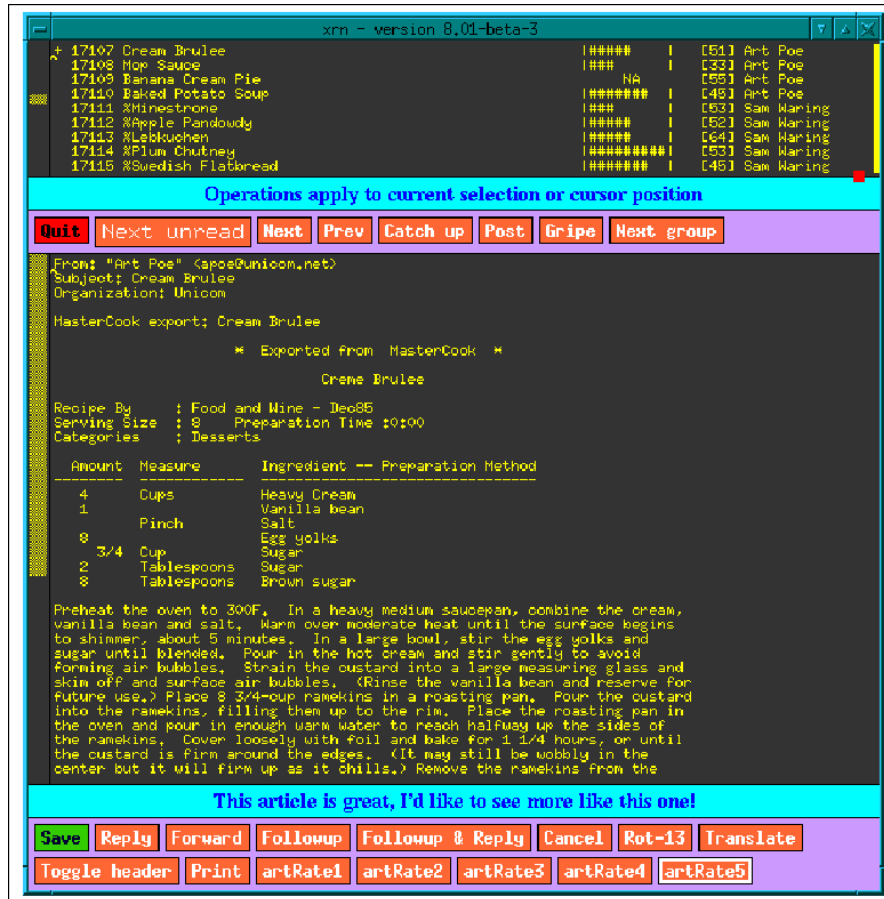 xrn - version 8.01-beta-3
+ 17107 Cream Brulee |##### | [51] Art Poe
17108 Mop Sauce |### | [33] Art Poe
17109 Banana Cream Pie NA [55] Art Poe
17110 Baked Potato Soup |####### | [45] Art Poe
17111 %Minestrone |### | [53] Sam Waring
17112 %Apple Pandowdy |##### | [52] Sam Waring
17113 %Lebkuchen |##### | [64] Sam Waring
17114 %Plum Chutney |#########| [53] Sam Waring
17115 %Swedish Flatbread |####### | [45] Sam Waring
Operations apply to current selection or cursor position
Quit Next unread Next Prev Catch up Post Gripe Next group
From: "Art Poe" <apoe@unicom.net>
Subject: Cream Brulee
Organization: Unicom
MasterCook export: Cream Brulee
* Exported from MasterCook *
Creme Brulee
Recipe By : Food and Wine - Dec85
Serving Size : 8 Preparation Time :0:00
Categories : Desserts
Amount Measure Ingredient -- Preparation Method
-------- ------------ --------------------------------
4 Cups Heavy Cream
1 Vanilla bean
Pinch Salt
8 Egg yolks
3/4 Cup Sugar
2 Tablespoons Sugar
8 Tablespoons Brown sugar
Preheat the oven to 300F. In a heavy medium saucepan, combine the cream,
vanilla bean and salt. Warm over moderate heat until the surface begins
to shimmer, about 5 minutes. In a large bowl, stir the egg yolks and
sugar until blended. Pour in the hot cream and stir gently to avoid
forming air bubbles. Strain the custard into a large measuring glass and
skim off and surface air bubbles. (Rinse the vanilla bean and reserve for
future use.) Place 8 3/4-cup ramekins in a roasting pan. Pour the custard
into the ramekins, filling them up to the rim. Place the roasting pan in
the oven and pour in enough warm water to reach halfway up the sides of
the ramekins. Cover loosely with foil and bake for 1 1/4 hours, or until
the custard is firm around the edges. (It may still be wobbly in the
center but it will firm up as it chills.) Remove the ramekins from the
This article is great, I'd like to see more like this one!
Save Reply Forward Followup Followup & Reply Cancel Rot-13 Translate
Toggle header Print artRate1 artRate2 artRate3 artRate4 artRate5